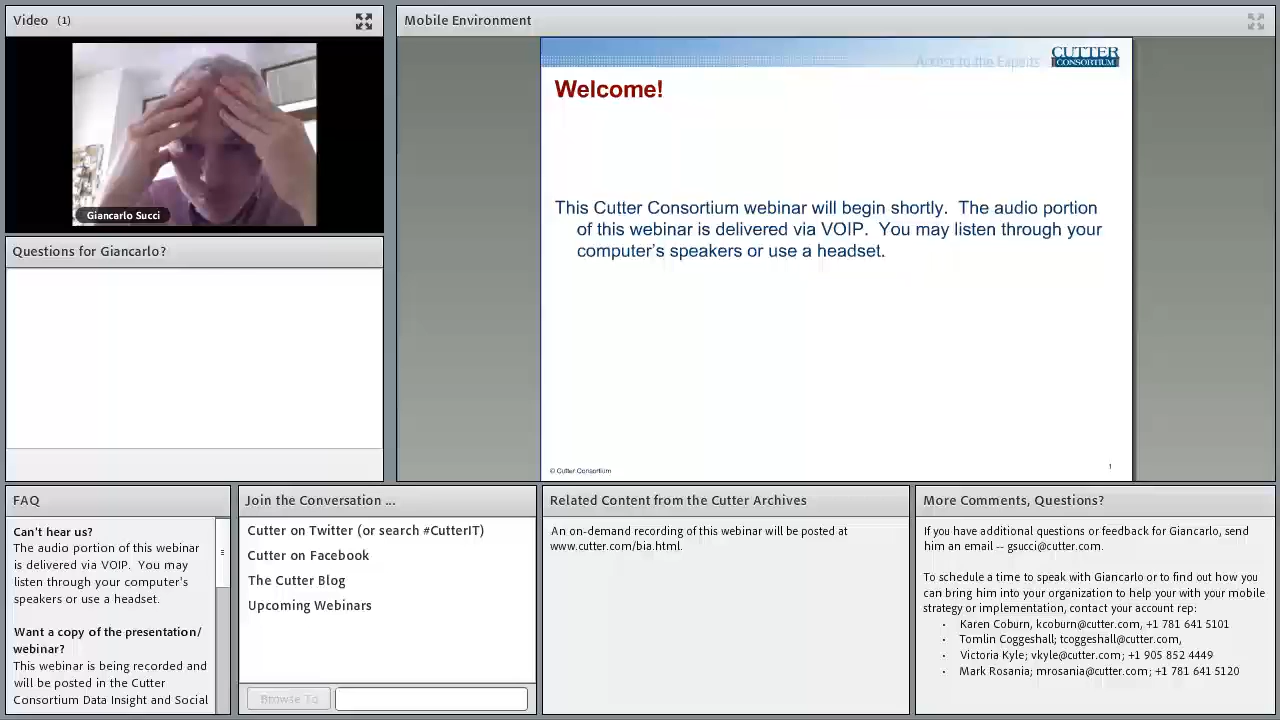 Video (1)
Giancarlo Succi
Questions for Giancarlo?
Mobile Environment
Access to the Experts
CUTTER
CONSORTIUM
Welcome!
This Cutter Consortium webinar will begin shortly. The audio portion
of this webinar is delivered via VOIP. You may listen through your
computer's speakers or use a headset.
© Cutter Consortium
1
FAQ
Can't hear us?
The audio portion of this webinar
is delivered via VOIP. You may
listen through your computer's
speakers or use a headset.
Want a copy of the presentation/
webinar?
This webinar is being recorded and
will be posted in the Cutter
Consortium Data Insight and Social
Join the Conversation ...
Cutter on Twitter (or search #CutterIT)
Cutter on Facebook
The Cutter Blog
Upcoming Webinars
Browse To
Related Content from the Cutter Archives
An on-demand recording of this webinar will be posted at
www.cutter.com/bia.html.
More Comments, Questions?
If you have additional questions or feedback for Giancarlo, send
him an email -- gsucci@cutter.com.
To schedule a time to speak with Giancarlo or to find out how you
can bring him into your organization to help your with your mobile
strategy or implementation, contact your account rep:
• Karen Coburn, kcoburn@cutter.com, +1 781 641 5101
• Tomlin Coggeshall; tcoggeshall@cutter.com,
• Victoria Kyle; vkyle@cutter.com; +1 905 852 4449
• Mark Rosania; mrosania@cutter.com; +1 781 641 5120